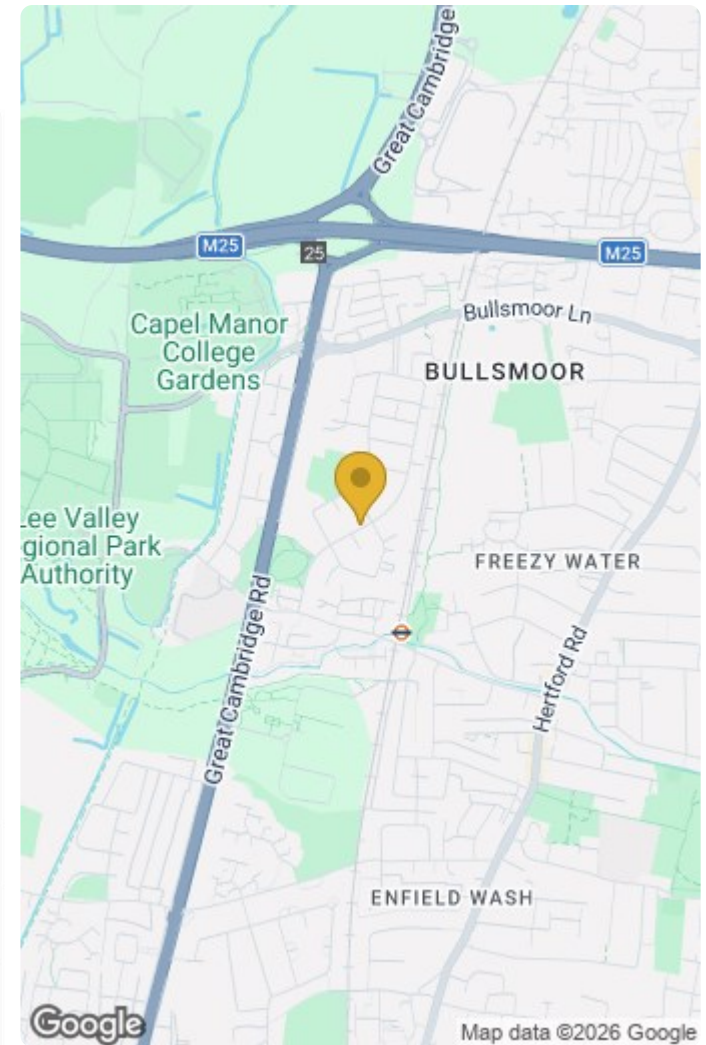 Great Cambridge
M25
25
M25
Bullsmoor Ln
Capel Manor
College
Gardens
BULLSMOOR
Lee Valley
gional Park
Authority
FREEZY WATER
Great Cambridge Rd
Hertford Rd
ENFIELD WASH
Google
Map data ©2026 Google